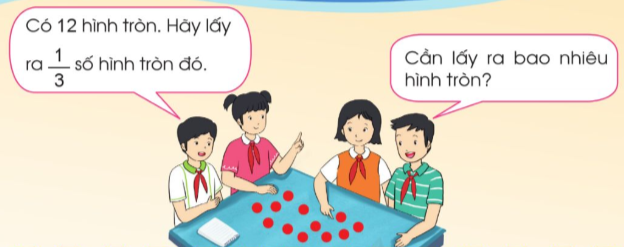 Có 12 hình tròn. Hãy lấy
ra 1/3 số hình tròn đó.
Cần lấy ra bao nhiêu
hình tròn?